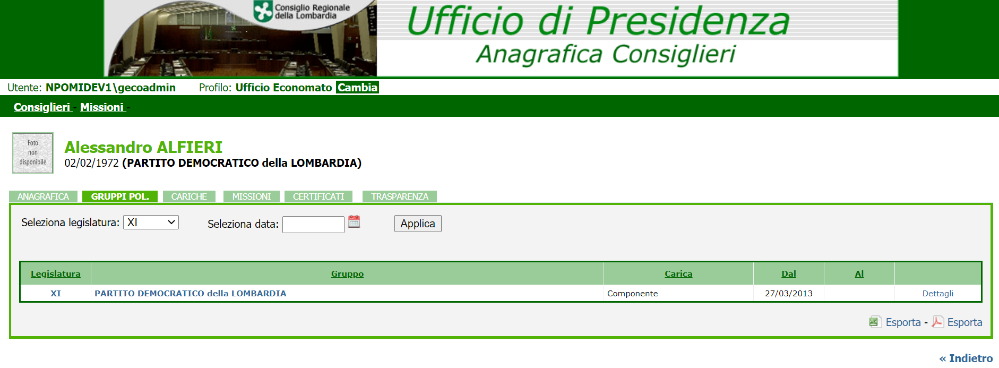 Consiglio Regionale
della Lombardia
Ufficio di Presidenza
Anagrafica Consiglieri
Utente: NPOMIDEV1\gecoadmin Profilo: Ufficio Economato Cambia
Consiglieri - Missioni -
Foto
non
disponibile
Alessandro ALFIERI
02/02/1972 (PARTITO DEMOCRATICO della LOMBARDIA)
ANAGRAFICA GRUPPI POL. CARICHE MISSIONI CERTIFICATI TRASPARENZA
Seleziona legislatura: XI Seleziona data: Applica
Legislatura Gruppo Carica Dal Al
XI PARTITO DEMOCRATICO della LOMBARDIA Componente 27/03/2013 Dettagli
Esporta - Esporta
« Indietro